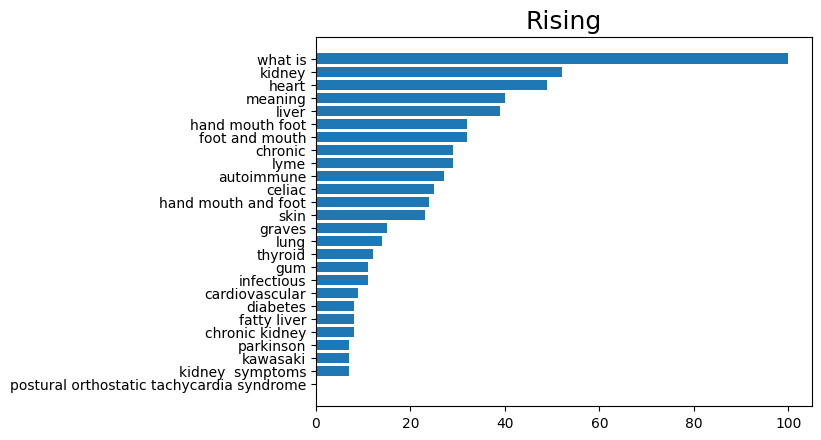 Rising
what is
kidney
heart
meaning
liver
hand mouth foot
foot and mouth
chronic
lyme
autoimmune
celiac
hand mouth and foot
skin
graves
lung
thyroid
gum
infectious
cardiovascular
diabetes
fatty liver
chronic kidney
parkinson
kawasaki
kidney  symptoms
postural orthostatic tachycardia syndrome
0 20 40 60 80 100